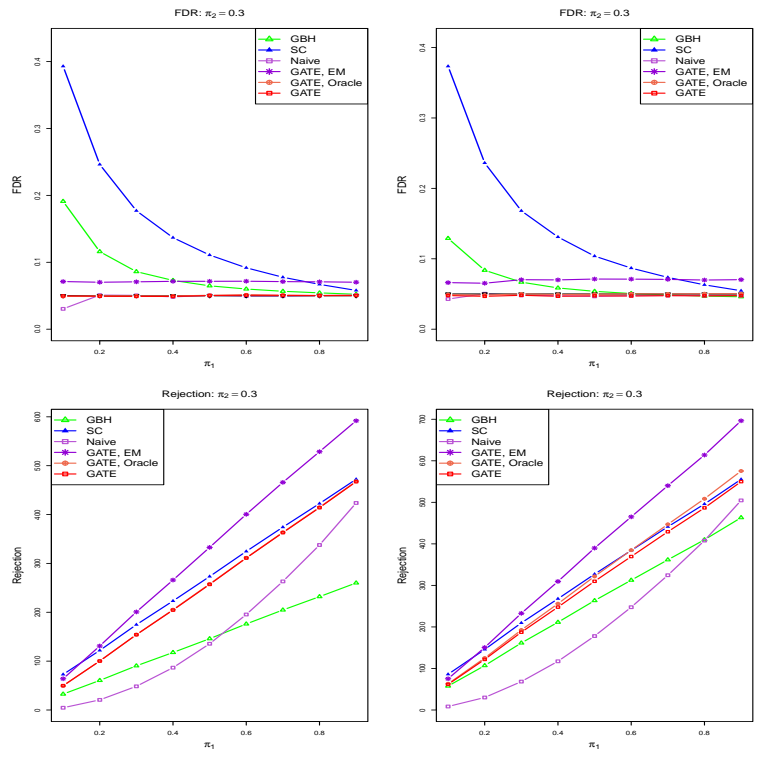 FDR: π₂ = 0.3
GBH
SC
Naive
GATE, EM
GATE, Oracle
GATE
FDR
0.0
0.1
0.2
0.3
0.4
0.2
0.4
0.6
0.8
π₁
FDR: π₂ = 0.3
GBH
SC
Naive
GATE, EM
GATE, Oracle
GATE
FDR
0.0
0.1
0.2
0.3
0.4
0.2
0.4
0.6
0.8
π₁
Rejection: π₂ = 0.3
GBH
SC
Naive
GATE, EM
GATE, Oracle
GATE
Rejection
0
100
200
300
400
500
600
0.2
0.4
0.6
0.8
π₁
Rejection: π₂ = 0.3
GBH
SC
Naive
GATE, EM
GATE, Oracle
GATE
Rejection
0
100
200
300
400
500
600
700
0.2
0.4
0.6
0.8
π₁